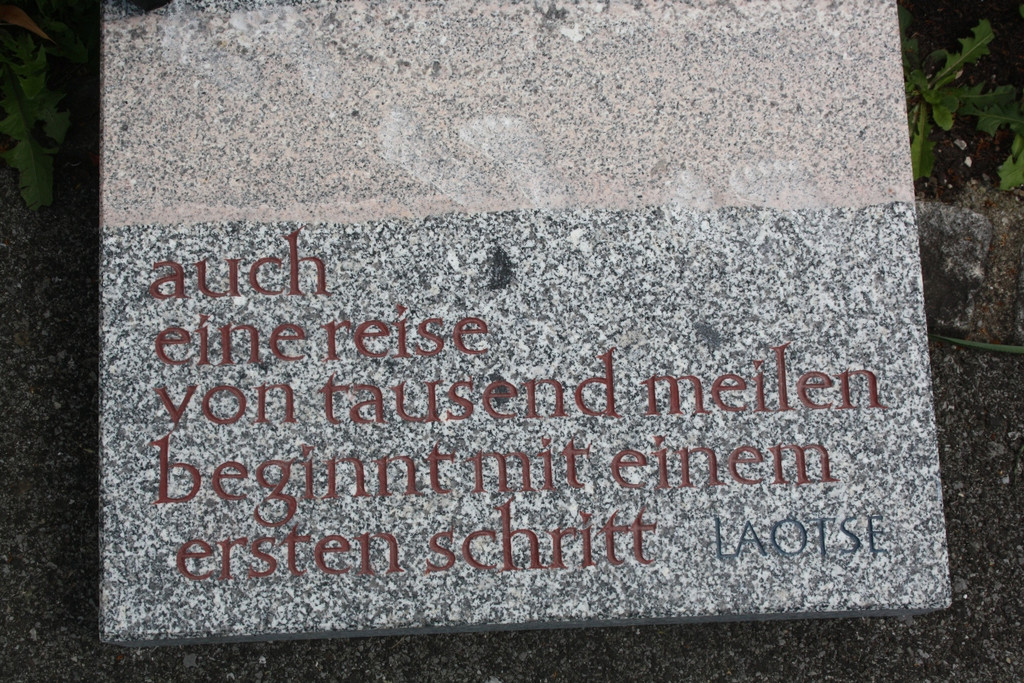 auch
eine reise
von tausend meilen
beginnt mit einem
ersten schritt LAOTSE